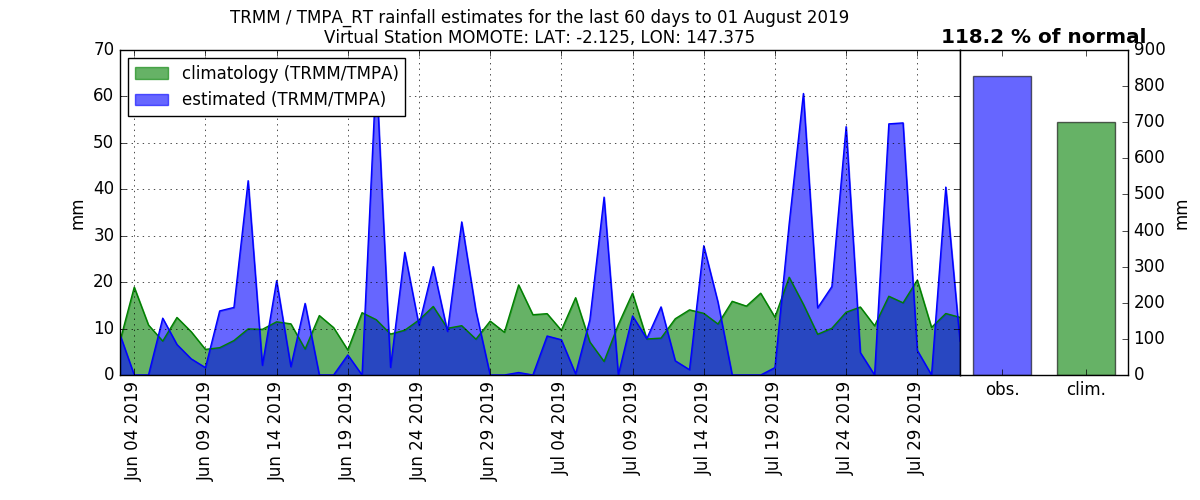 TRMM / TMPA_RT rainfall estimates for the last 60 days to 01 August 2019
Virtual Station MOMOTE: LAT: -2.125, LON: 147.375
118.2 % of normal
climatology (TRMM/TMPA)
estimated (TRMM/TMPA)
70
60
50
40
30
20
10
0
mm
Jun 04 2019
Jun 09 2019
Jun 14 2019
Jun 19 2019
Jun 24 2019
Jun 29 2019
Jul 04 2019
Jul 09 2019
Jul 14 2019
Jul 19 2019
Jul 24 2019
Jul 29 2019
900
800
700
600
500
400
300
200
100
0
mm
obs.
clim.